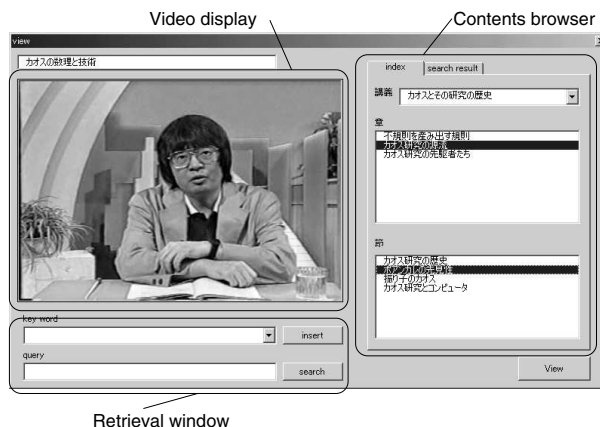 Video display
Contents browser
view
カオスの数理と技術
index
search result
講義
カオスとその研究の歴史
章
不規則を産み出す規則
カオス研究の源流
カオス研究の先駆者たち
節
カオス研究の歴史
ポアンカレの先見性
振り子のカオス
カオス研究とコンピュータ
key word
insert
query
search
View
Retrieval window